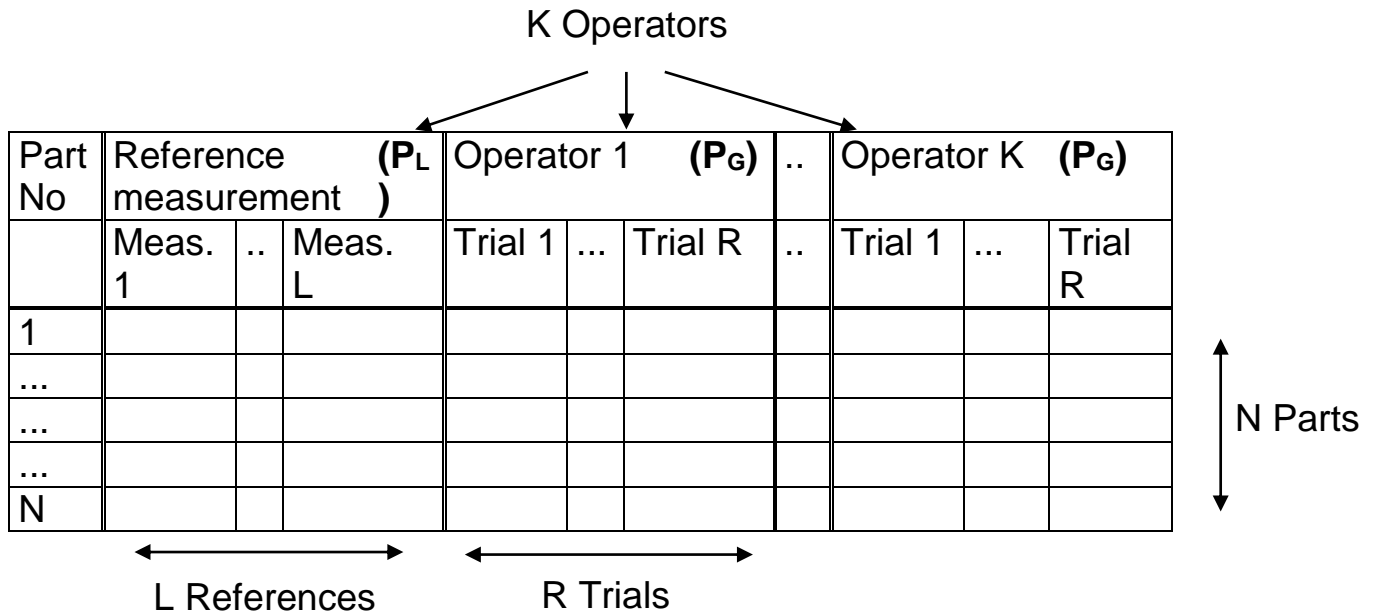 K Operators
Part No Reference measurement (PL) Operator 1 (PG) .. Operator K (PG)
Meas. 1 .. Meas. L Trial 1 ... Trial R .. Trial 1 ... Trial R
1
...
...
...
N
N Parts
L References R Trials